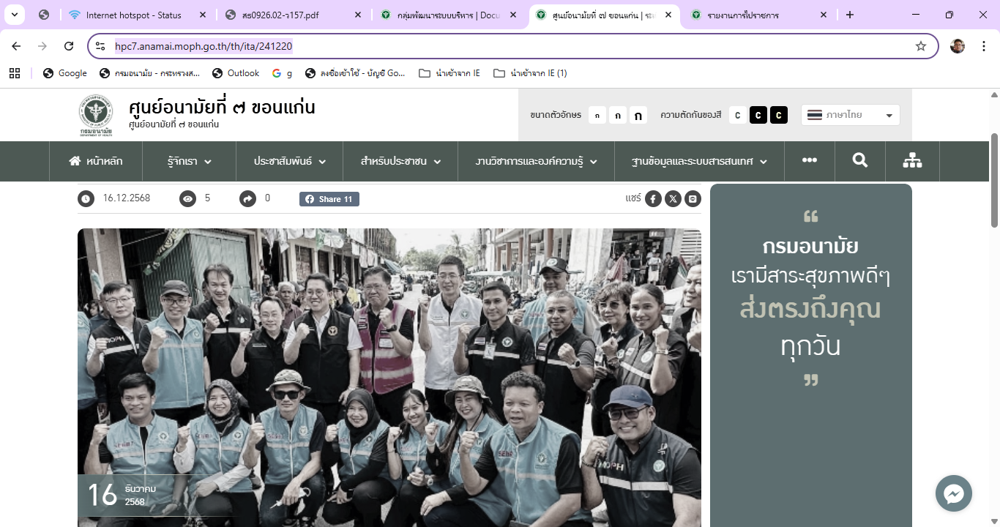 Internet hotspot - Status
สธ0926.02-ว157.pdf
กลุ่มพัฒนาระบบบริหาร | Docu
ศูนย์อนามัยที่ ๗ ขอนแก่น | ระห
รายงานการไปราชการ
hpc7.anamai.moph.go.th/th/ita/241220
Google
กรมอนามัย - กระทรวงส...
Outlook
g
ลงชื่อเข้าใช้ - บัญชี Go...
นำเข้าจาก IE
นำเข้าจาก IE (1)
ศูนย์อนามัยที่ ๗ ขอนแก่น
ศูนย์อนามัยที่ ๗ ขอนแก่น
กรมอนามัย
DEPARTMENT OF HEALTH
ขนาดตัวอักษร ก ก ก ความตัดกันของสี C C C ภาษาไทย
หน้าหลัก รู้จักเรา ประชาสัมพันธ์ สำหรับประชาชน งานวิชาการและองค์ความรู้ ฐานข้อมูลและระบบสารสนเทศ
16.12.2568 5 0 Share 11 แชร์
“
กรมอนามัย
เรามีสาระสุขภาพดีๆ
ส่งตรงถึงคุณ
ทุกวัน
”
MOPH
SEhRT
SEhRT
MOPH
16 ธันวาคม
2568